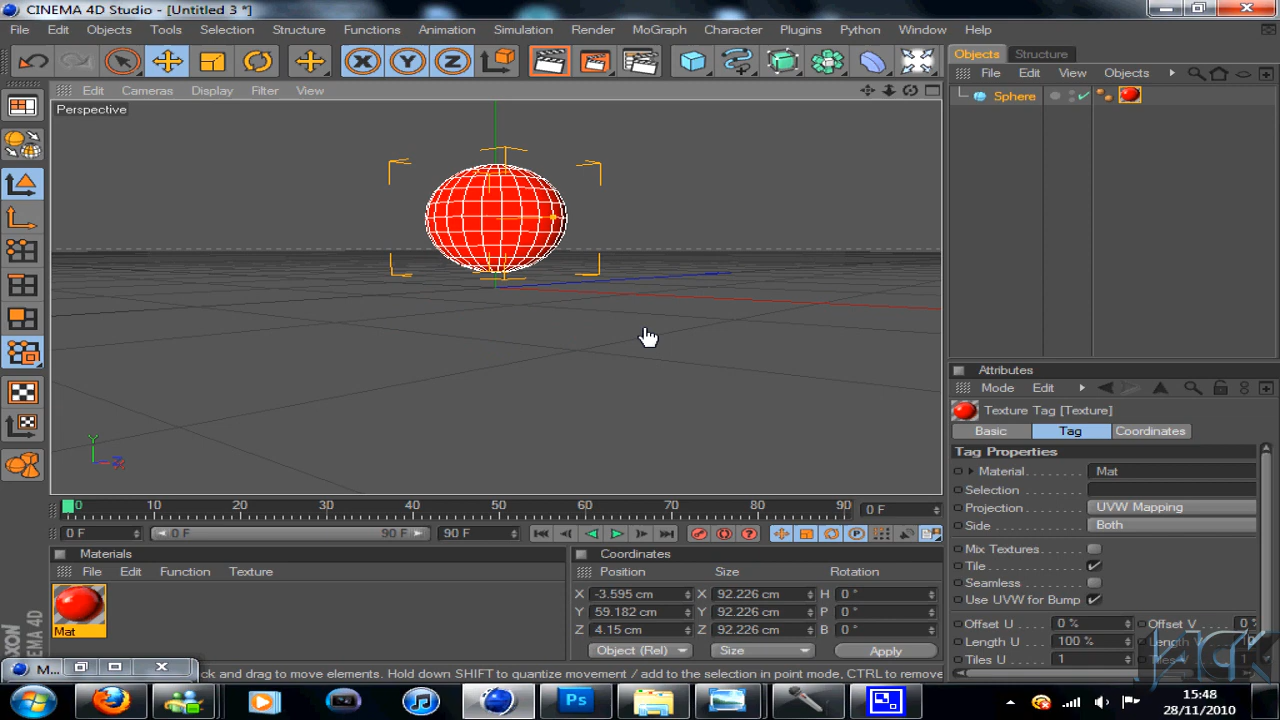 CINEMA 4D Studio - [Untitled 3 *]
File Edit Objects Tools Selection Structure Functions Animation Simulation Render MoGraph Character Plugins Python Window Help
X Y Z
Objects Structure
File Edit View Objects
Edit Cameras Display Filter View
Perspective
Sphere
Y
Attributes
Mode Edit
Texture Tag [Texture]
Basic Tag Coordinates
Tag Properties
Material Mat
Selection
Projection UVW Mapping
Side Both
Mix Textures
Tile
Seamless
Use UVW for Bump
Offset U 0 % Offset V 0
Length U 100 % Length V
Tiles U 1 Tiles
0 10 20 30 40 50 60 70 80 90 0 F
0 F 0 F 90 F 90 F
Materials
File Edit Function Texture
Mat
Coordinates
Position Size Rotation
X -3.595 cm X 92.226 cm H 0 °
Y 59.182 cm Y 92.226 cm P 0 °
Z 4.15 cm Z 92.226 cm B 0 °
Object (Rel) Size Apply
XON
CINEMA 4D
M...
ck and drag to move elements. Hold down SHIFT to quantize movement / add to the selection in point mode. CTRL to remove
Ps
15:48
28/11/2010